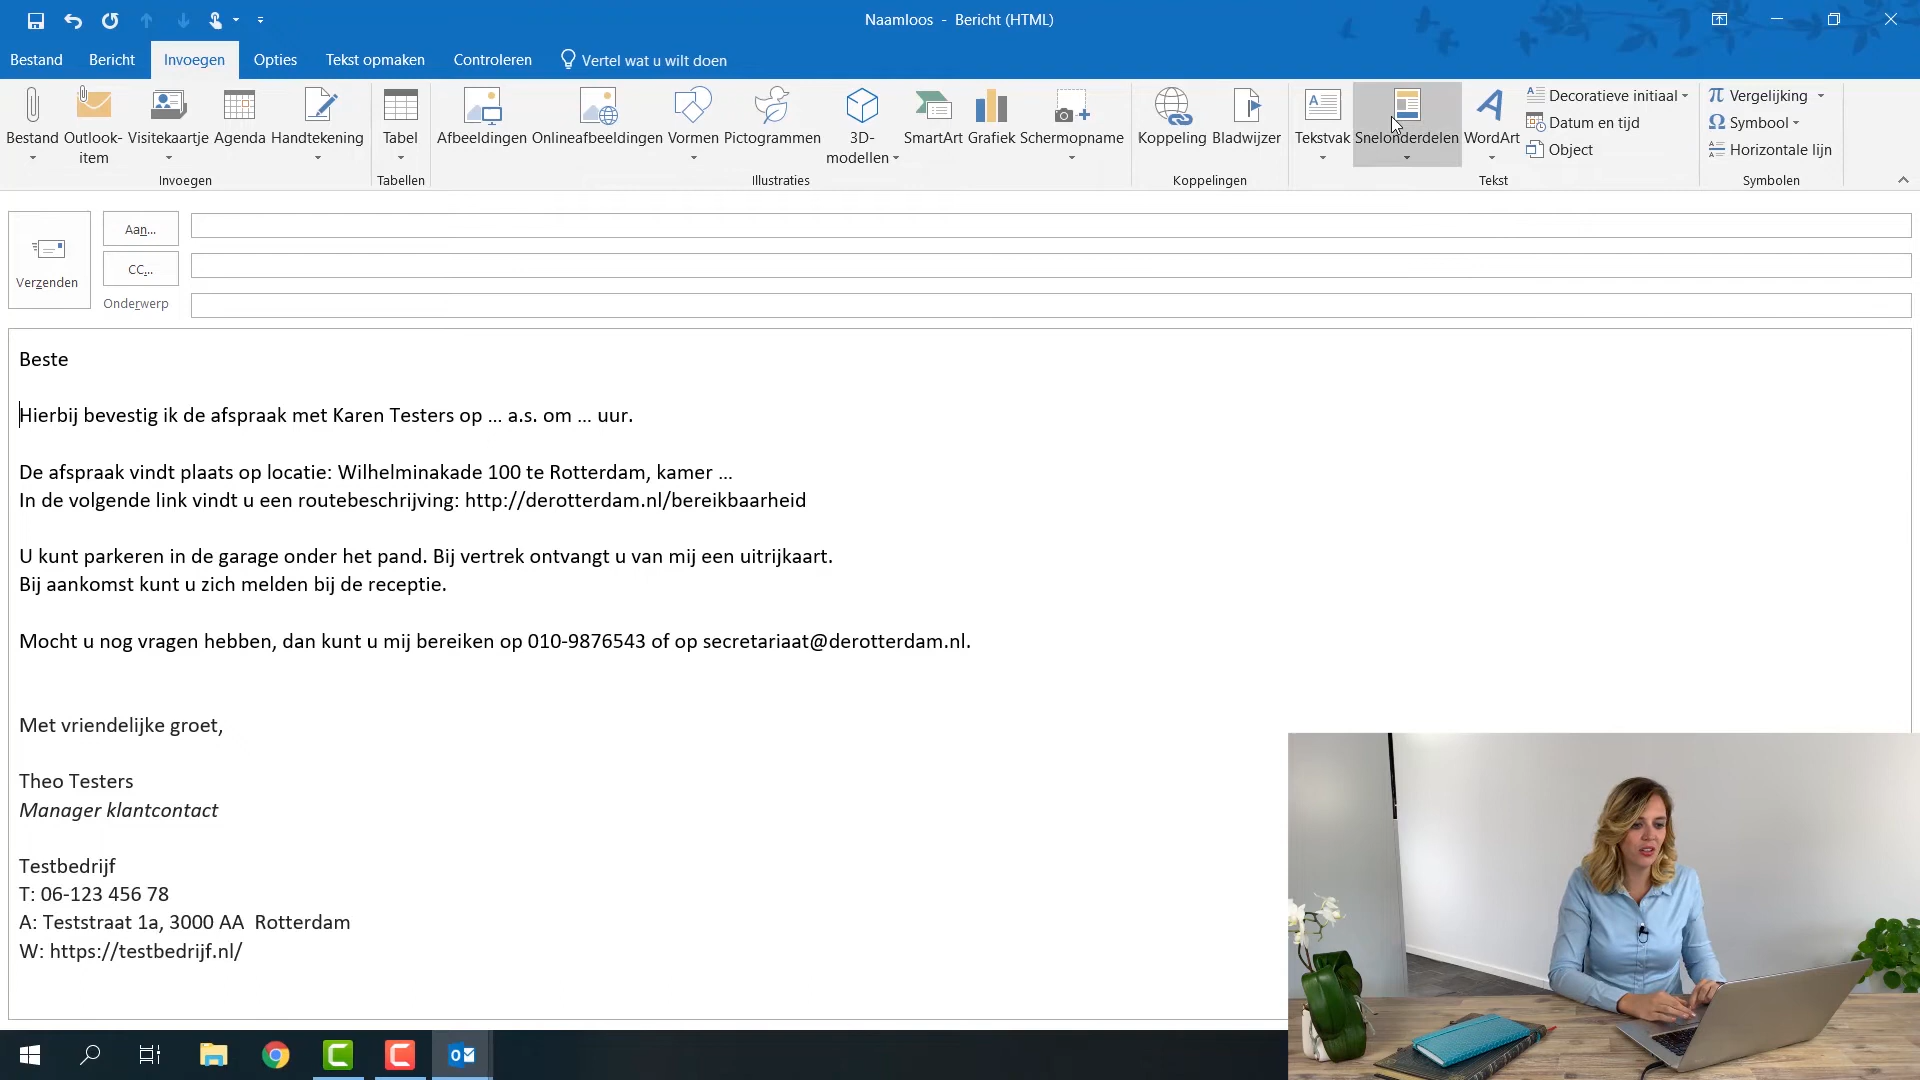 Naamloos - Bericht (HTML)
Bestand Bericht Invoegen Opties Tekst opmaken Controleren Vertel wat u wilt doen
Bestand
Outlook-
item
Visitekaartje
Agenda
Handtekening
Invoegen
Tabel
Tabellen
Afbeeldingen
Onlineafbeeldingen
Vormen
Pictogrammen
3D-
modellen
SmartArt
Grafiek
Schermopname
Illustraties
Koppeling
Bladwijzer
Koppelingen
Tekstvak
Snelonderdelen
WordArt
Decoratieve initiaal
Datum en tijd
Object
Tekst
Vergelijking
Symbool
Horizontale lijn
Symbolen
Verzenden
Aan...
CC...
Onderwerp
Beste
Hierbij bevestig ik de afspraak met Karen Testers op ... a.s. om ... uur.
De afspraak vindt plaats op locatie: Wilhelminakade 100 te Rotterdam, kamer ...
In de volgende link vindt u een routebeschrijving: http://derotterdam.nl/bereikbaarheid
U kunt parkeren in de garage onder het pand. Bij vertrek ontvangt u van mij een uitrijkaart.
Bij aankomst kunt u zich melden bij de receptie.
Mocht u nog vragen hebben, dan kunt u mij bereiken op 010-9876543 of op secretariaat@derotterdam.nl.
Met vriendelijke groet,
Theo Testers
Manager klantcontact
Testbedrijf
T: 06-123 456 78
A: Teststraat 1a, 3000 AA Rotterdam
W: https://testbedrijf.nl/